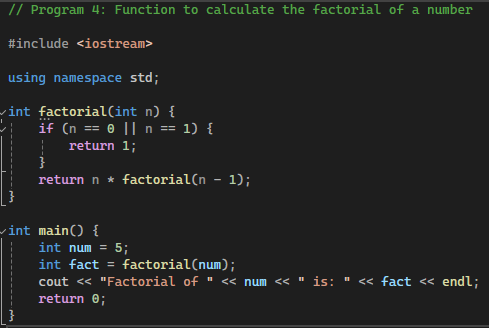 // Program 4: Function to calculate the factorial of a number
#include <iostream>
using namespace std;
int factorial(int n) {
if (n == 0 || n == 1) {
return 1;
}
return n * factorial(n - 1);
}
int main() {
int num = 5;
int fact = factorial(num);
cout << "Factorial of " << num << " is: " << fact << endl;
return 0;
}